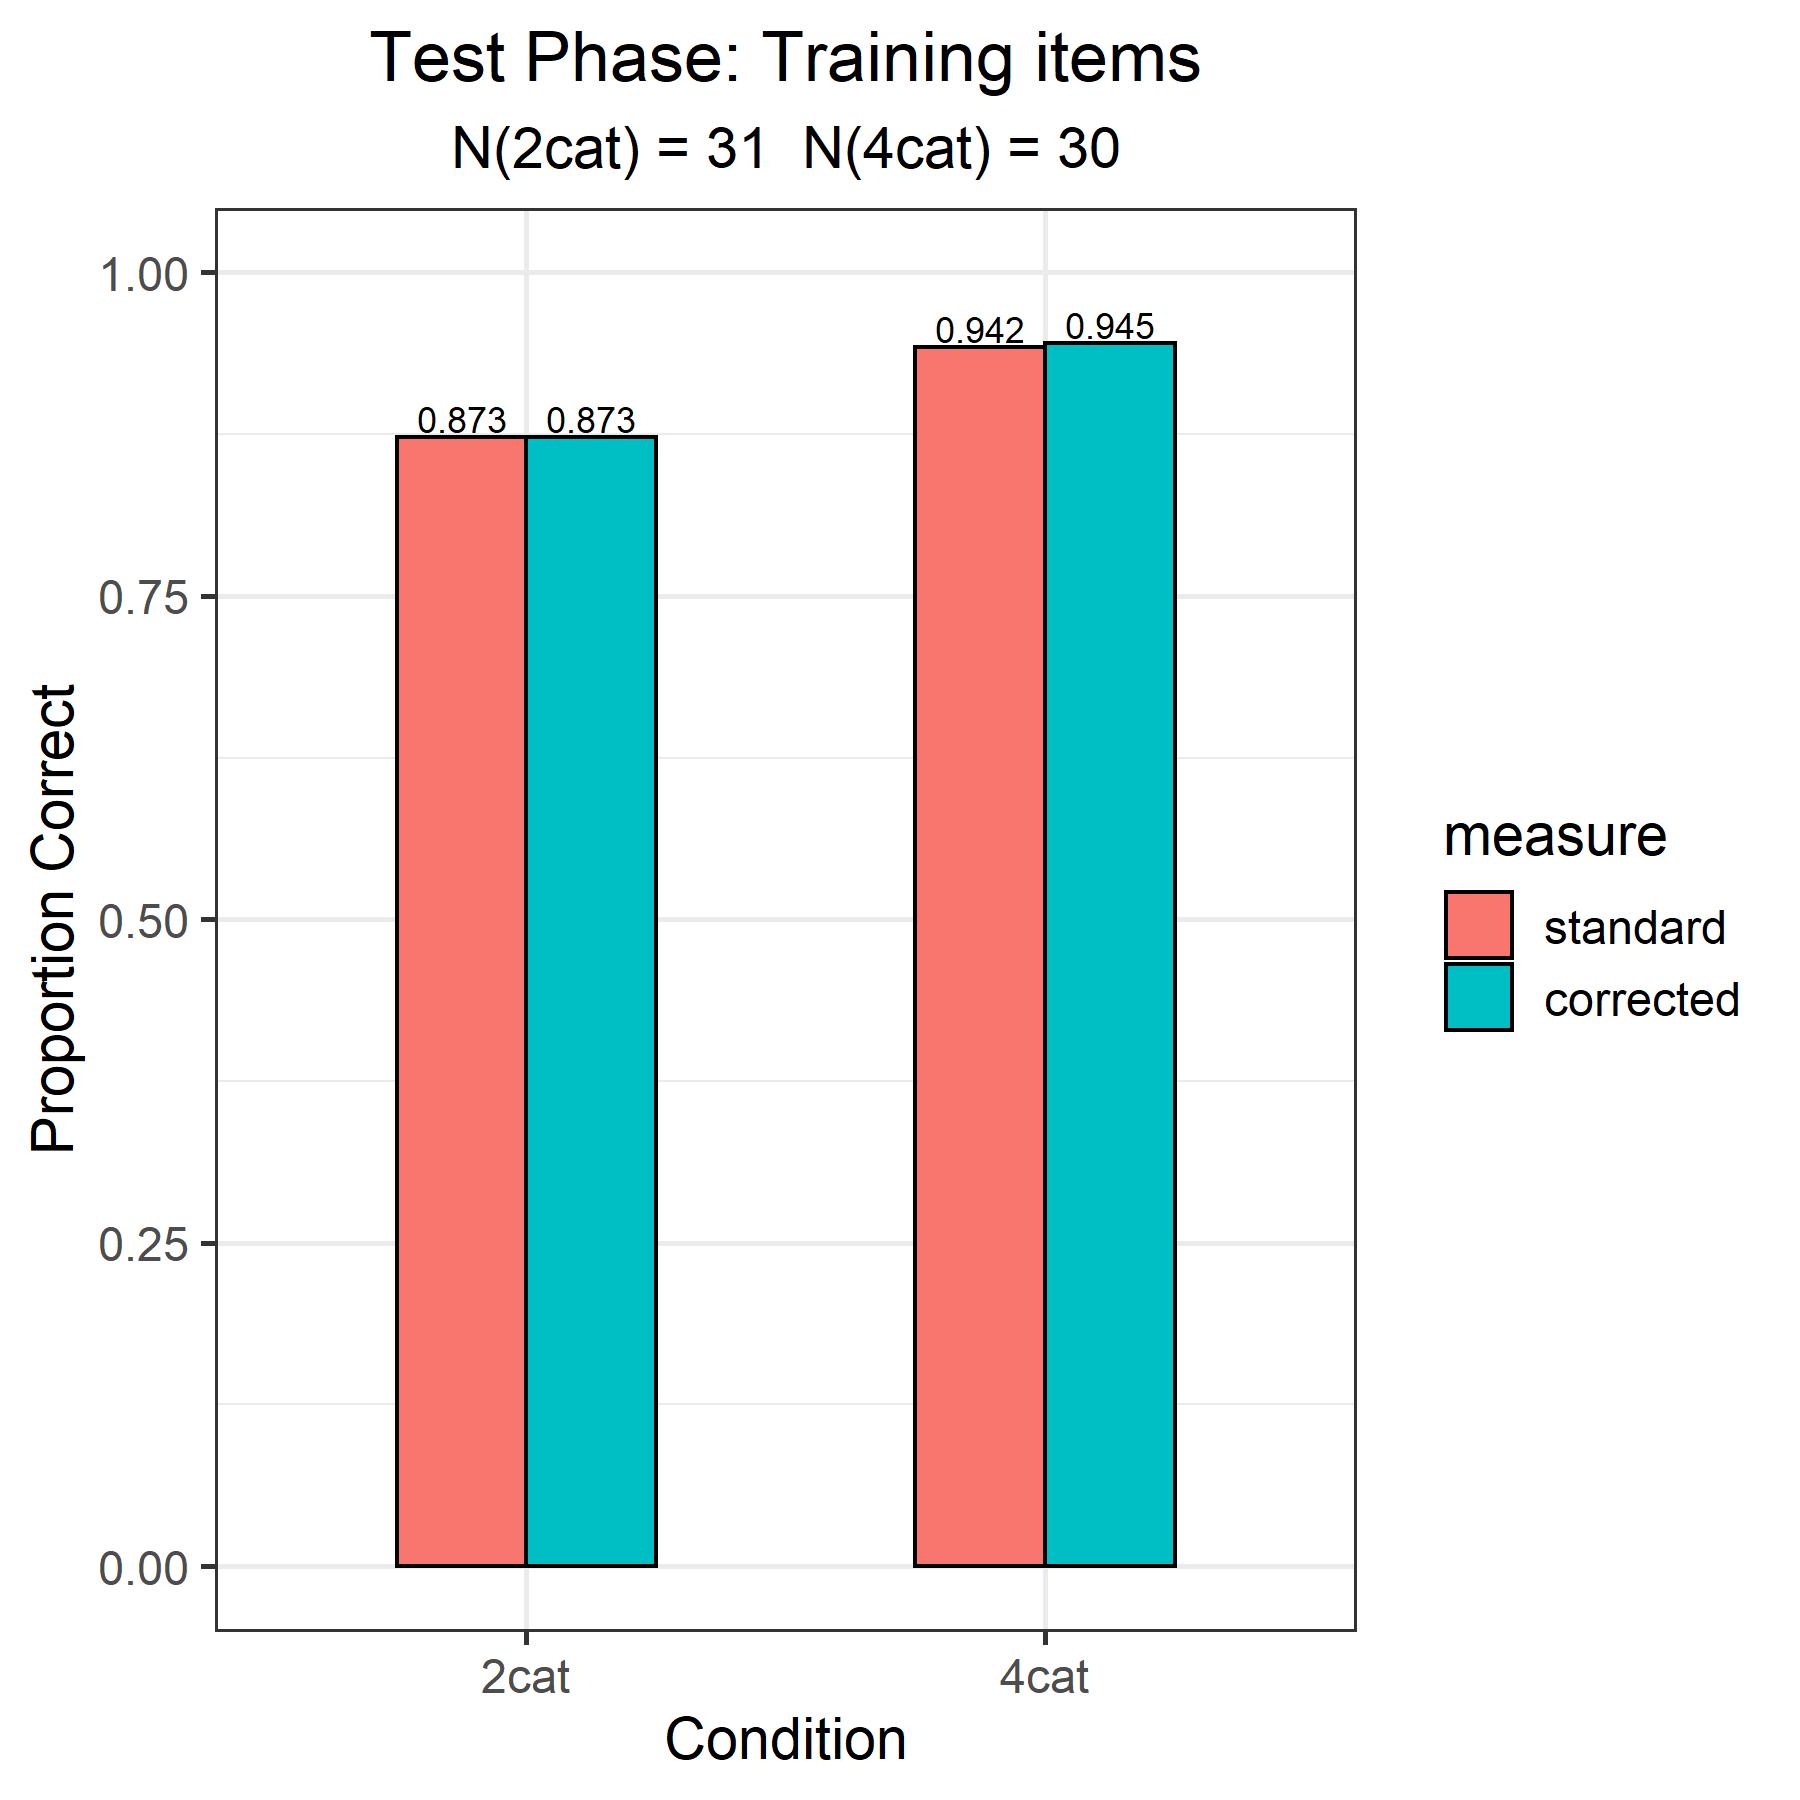 Test Phase: Training items
N(2cat) = 31  N(4cat) = 30
1.00
0.75
0.50
0.25
0.00
Proportion Correct
0.873
0.873
0.942
0.945
2cat
4cat
Condition
measure
standard
corrected